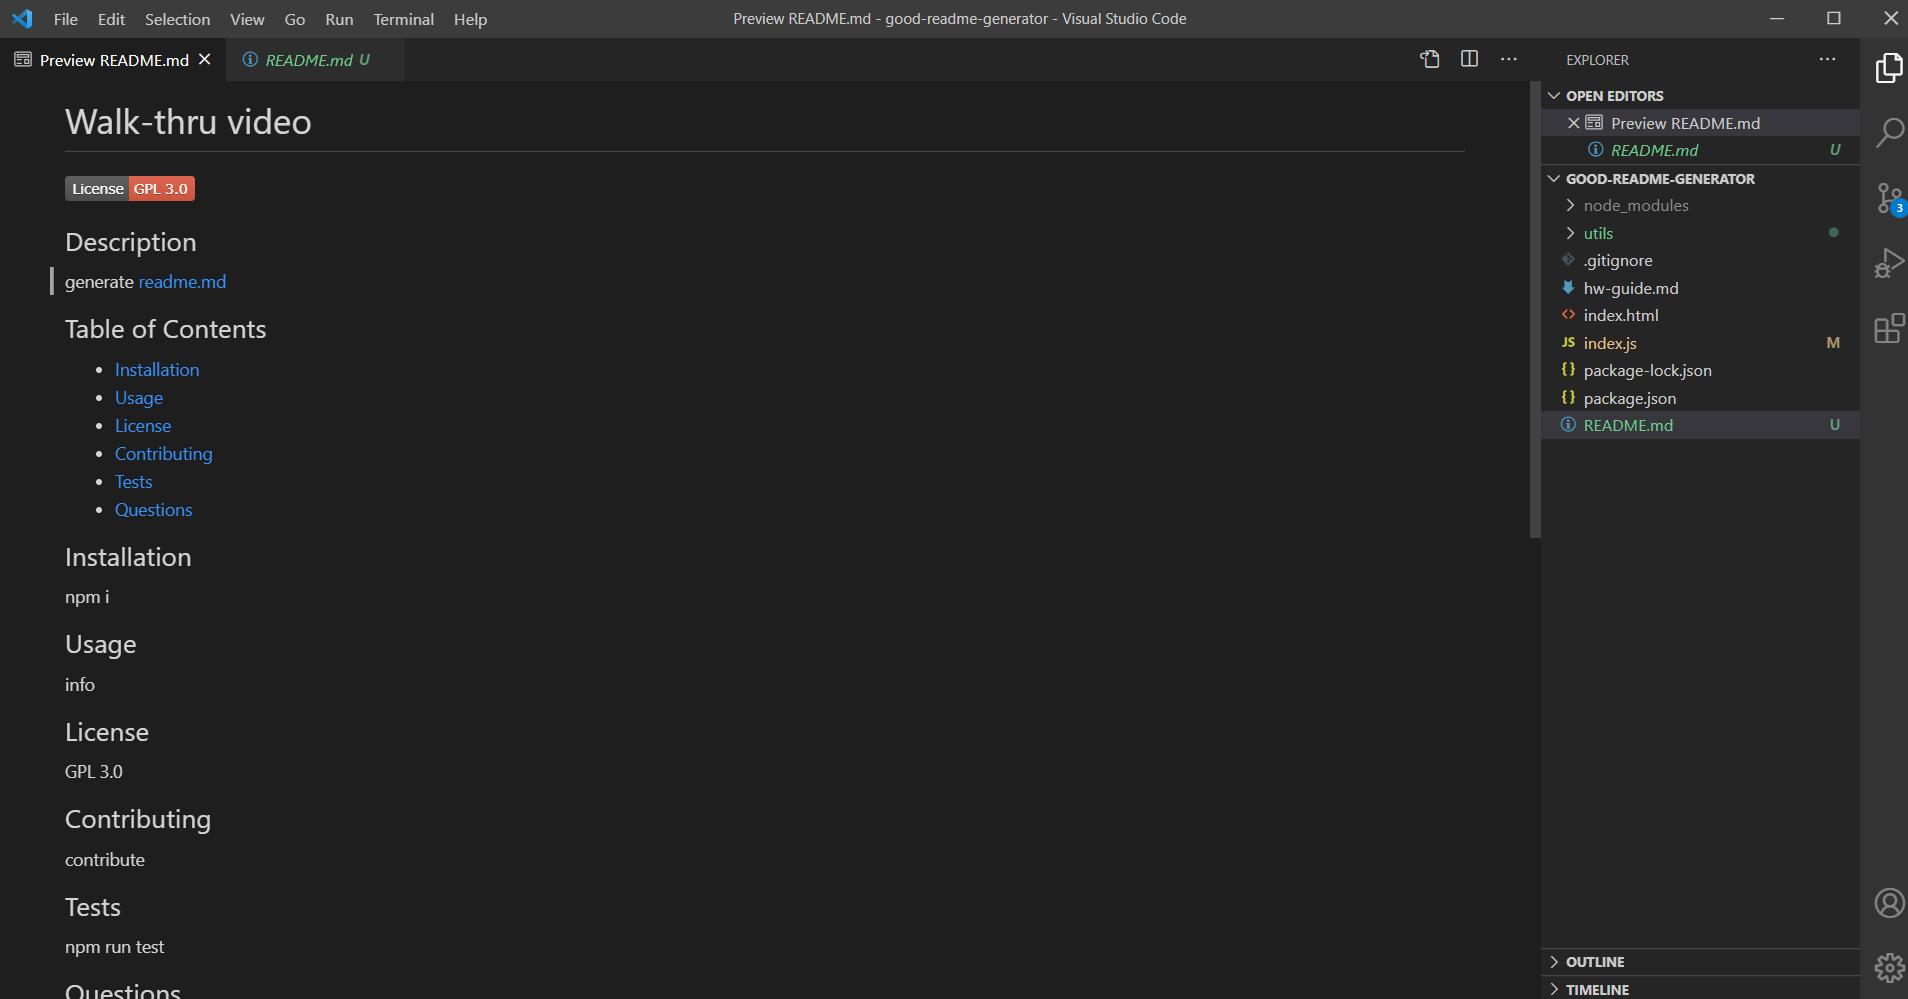 File Edit Selection View Go Run Terminal Help
Preview README.md - good-readme-generator - Visual Studio Code
Preview README.md
README.md U
Walk-thru video
License GPL 3.0
Description
generate readme.md
Table of Contents
Installation
Usage
License
Contributing
Tests
Questions
Installation
npm i
Usage
info
License
GPL 3.0
Contributing
contribute
Tests
npm run test
Questions
EXPLORER
OPEN EDITORS
Preview README.md
README.md U
GOOD-README-GENERATOR
node_modules
utils
.gitignore
hw-guide.md
<> index.html
JS index.js M
{} package-lock.json
{} package.json
README.md U
OUTLINE
TIMELINE
3